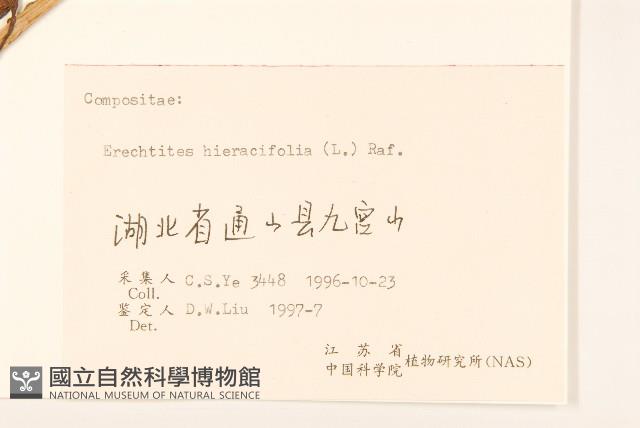 Compositae:
Erechtites hieracifolia (L.) Raf.
湖北省通山县九宫山
采集人 C.S.Ye 3448 1996-10-23
Coll.
鉴定人 D.W.Liu 1997-7
Det.
江苏省
中国科学院 植物研究所(NAS)
國立自然科學博物館
NATIONAL MUSEUM OF NATURAL SCIENCE